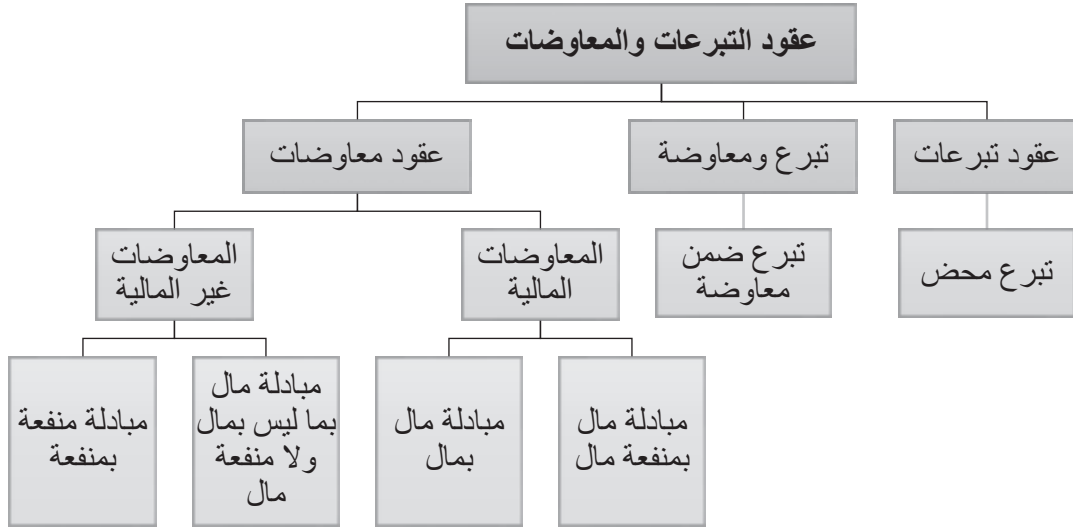 عقود التبرعات والمعاوضات
عقود تبرعات
تبرع ومعاوضة
عقود معاوضات
تبرع محض
تبرع ضمن
معاوضة
المعاوضات
المالية
المعاوضات
غير المالية
مبادلة مال
بمنفعة مال
مبادلة مال
بمال
مبادلة مال
بما ليس بمال
ولا منفعة
مال
مبادلة منفعة
بمنفعة